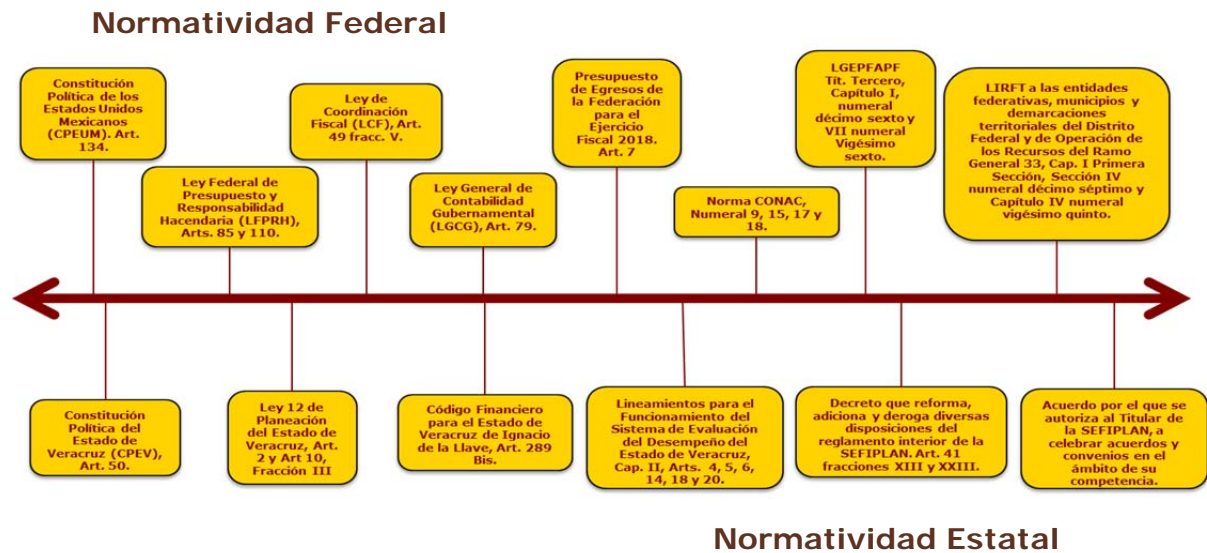 Normatividad Federal
Constitución
Política de los
Estados Unidos
Mexicanos
(CPEUM). Art.
134.
Ley Federal de
Presupuesto y
Responsabilidad
Hacendaria (LFPRH),
Arts. 85 y 110.
Ley de
Coordinación
Fiscal (LCF), Art.
49 fracc. V.
Ley General de
Contabilidad
Gubernamental
(LGCG), Art. 79.
Presupuesto
de Egresos de
la Federación
para el
Ejercicio
Fiscal 2018.
Art. 7
Norma CONAC,
Numeral 9, 15, 17 y
18.
LGEPFAPF
Tít. Tercero,
Capítulo I,
numeral
décimo sexto y
VII numeral
Vigésimo
sexto.
LIRFT a las entidades
federativas, municipios y
demarcaciones
territoriales del Distrito
Federal y de Operación de
los Recursos del Ramo
General 33, Cap. I Primera
Sección, Sección IV
numeral décimo séptimo y
Capítulo IV numeral
vigésimo quinto.
Constitución
Política del
Estado de
Veracruz (CPEV),
Art. 50.
Ley 12 de
Planeación
del Estado de
Veracruz, Art.
2 y Art 10,
Fracción III
Código Financiero
para el Estado de
Veracruz de Ignacio
de la Llave, Art. 289
Bis.
Lineamientos para el
Funcionamiento del
Sistema de Evaluación
del Desempeño del
Estado de Veracruz,
Cap. II, Arts.  4, 5, 6,
14, 18 y 20.
Decreto que reforma,
adiciona y deroga diversas
disposiciones del
reglamento interior de la
SEFIPLAN. Art. 41
fracciones XIII y XXIII.
Acuerdo por el que se
autoriza al Titular de
la SEFIPLAN, a
celebrar acuerdos y
convenios en el
ámbito de su
competencia.
Normatividad Estatal